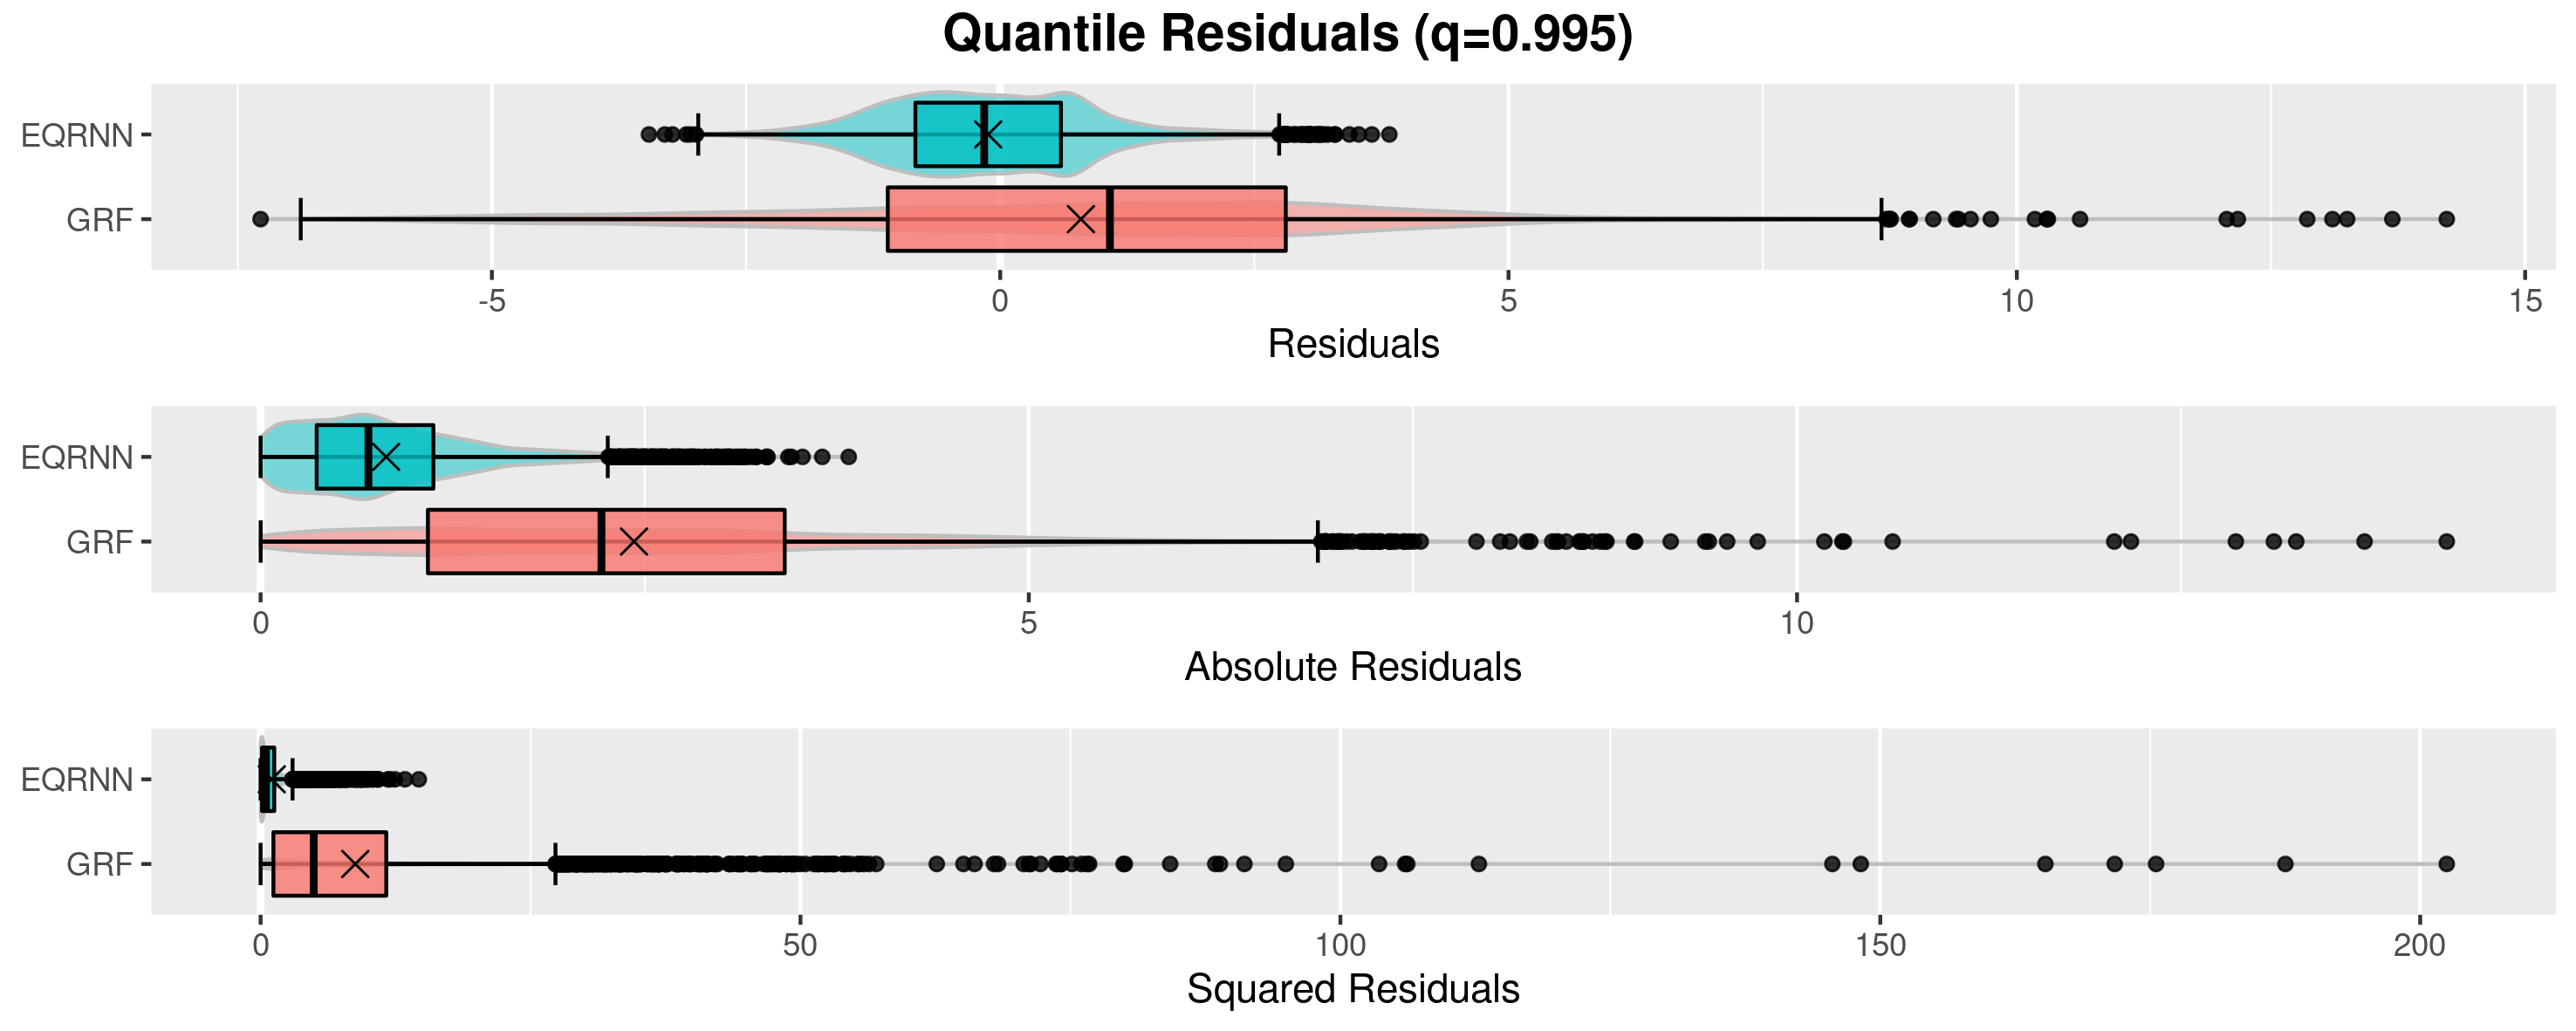 Quantile Residuals (q=0.995)
EQRNN
GRF
-5 0 5 10 15
Residuals
EQRNN
GRF
0 5 10
Absolute Residuals
EQRNN
GRF
0 50 100 150 200
Squared Residuals